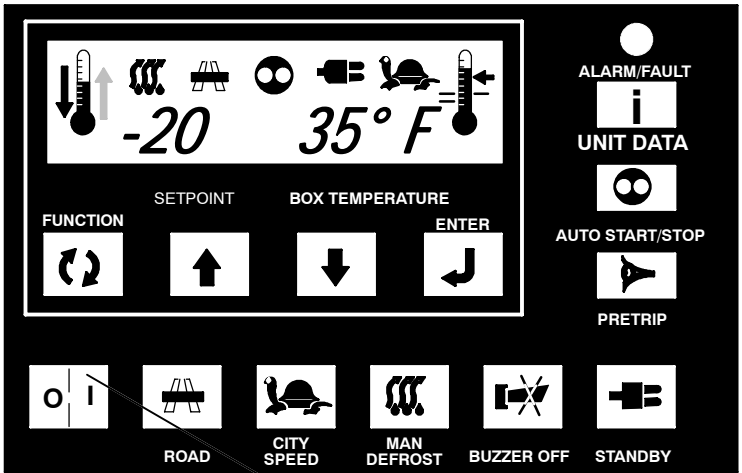 ALARM/FAULT
-20 35° F
i
UNIT DATA
SETPOINT BOX TEMPERATURE
FUNCTION
ENTER
AUTO START/STOP
PRETRIP
O I
ROAD
CITY SPEED
MAN DEFROST
BUZZER OFF
STANDBY